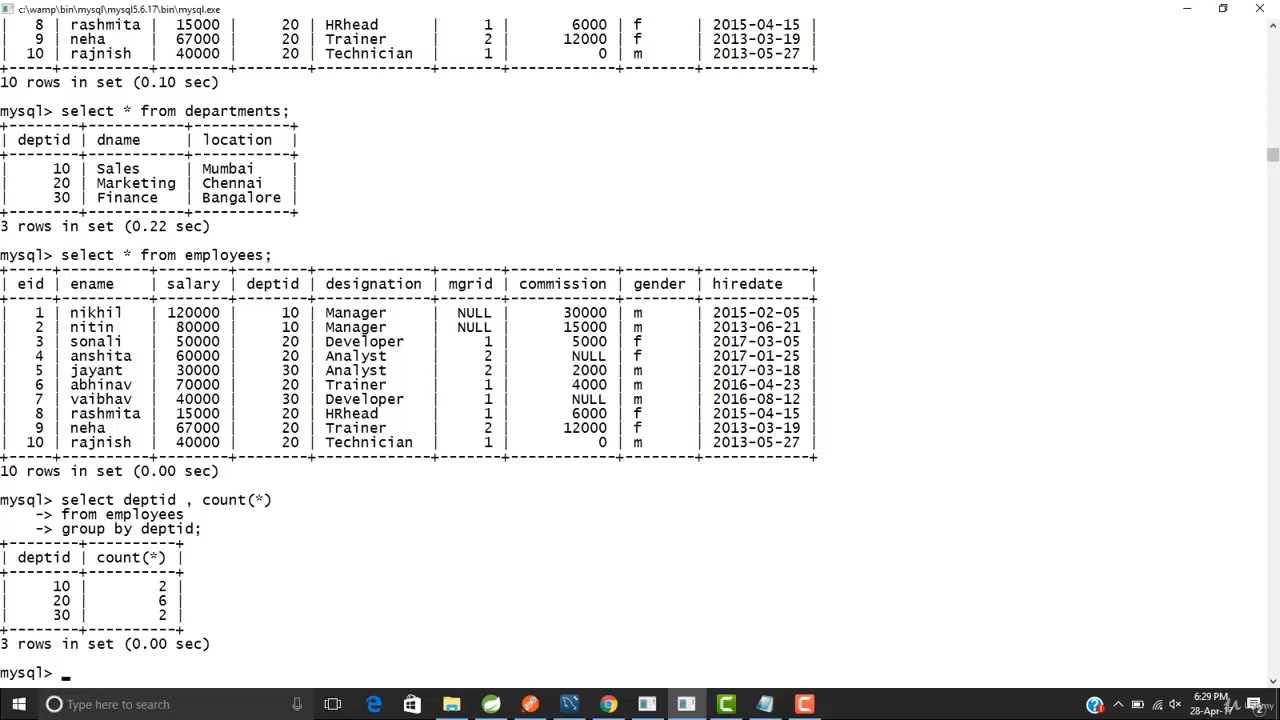 c:\wamp\bin\mysql\mysql5.6.17\bin\mysql.exe
|    8 | rashmita |  15000 |     20 | HRhead      |     1 |       6000 | f      | 2015-04-15 |
|    9 | neha     |  67000 |     20 | Trainer     |     2 |      12000 | f      | 2013-03-19 |
|   10 | rajnish  |  40000 |     20 | Technician  |     1 |          0 | m      | 2013-05-27 |
+------+----------+--------+--------+-------------+-------+------------+--------+------------+
10 rows in set (0.10 sec)
mysql> select * from departments;
+--------+-----------+-----------+
| deptid | dname     | location  |
+--------+-----------+-----------+
|     10 | Sales     | Mumbai    |
|     20 | Marketing | Chennai   |
|     30 | Finance   | Bangalore |
+--------+-----------+-----------+
3 rows in set (0.22 sec)
mysql> select * from employees;
+------+----------+--------+--------+-------------+-------+------------+--------+------------+
| eid  | ename    | salary | deptid | designation | mgrid | commission | gender | hiredate   |
+------+----------+--------+--------+-------------+-------+------------+--------+------------+
|    1 | nikhil   | 120000 |     10 | Manager     |  NULL |      30000 | m      | 2015-02-05 |
|    2 | nitin    |  80000 |     10 | Manager     |  NULL |      15000 | m      | 2013-06-21 |
|    3 | sonali   |  50000 |     20 | Developer   |     1 |       5000 | f      | 2017-03-05 |
|    4 | anshita  |  60000 |     20 | Analyst     |     2 |       NULL | f      | 2017-01-25 |
|    5 | jayant   |  30000 |     30 | Analyst     |     2 |       2000 | m      | 2017-03-18 |
|    6 | abhinav  |  70000 |     20 | Trainer     |     1 |       4000 | m      | 2016-04-23 |
|    7 | vaibhav  |  40000 |     30 | Developer   |     1 |       NULL | m      | 2016-08-12 |
|    8 | rashmita |  15000 |     20 | HRhead      |     1 |       6000 | f      | 2015-04-15 |
|    9 | neha     |  67000 |     20 | Trainer     |     2 |      12000 | f      | 2013-03-19 |
|   10 | rajnish  |  40000 |     20 | Technician  |     1 |          0 | m      | 2013-05-27 |
+------+----------+--------+--------+-------------+-------+------------+--------+------------+
10 rows in set (0.00 sec)
mysql> select deptid , count(*)
    -> from employees
    -> group by deptid;
+--------+----------+
| deptid | count(*) |
+--------+----------+
|     10 |        2 |
|     20 |        6 |
|     30 |        2 |
+--------+----------+
3 rows in set (0.00 sec)
mysql> _
Type here to search
6:29 PM
28-Apr-17